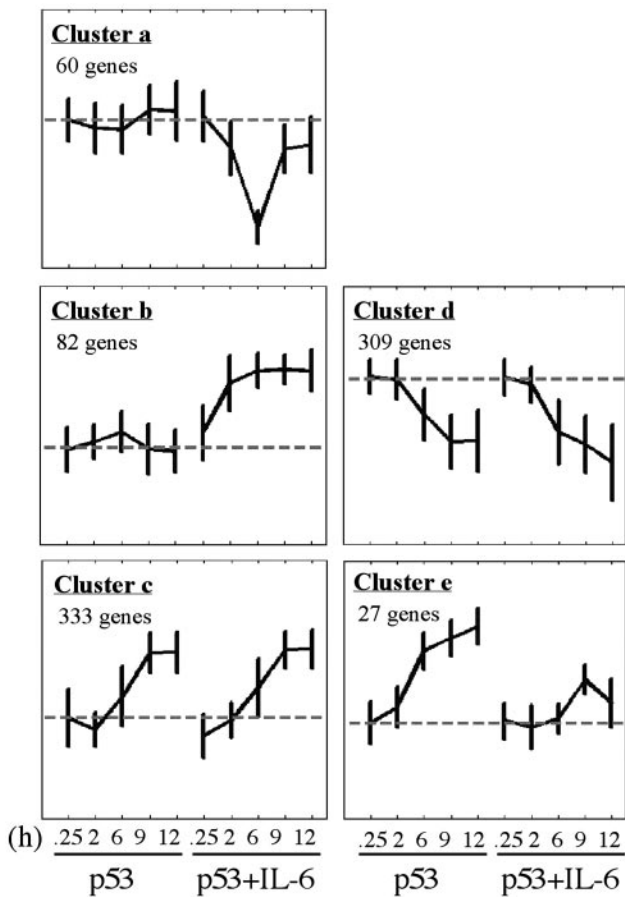 Cluster a
60 genes
Cluster b
82 genes
Cluster d
309 genes
Cluster c
333 genes
Cluster e
27 genes
(h) .25 2 6 9 12 .25 2 6 9 12 .25 2 6 9 12 .25 2 6 9 12
p53 p53+IL-6 p53 p53+IL-6